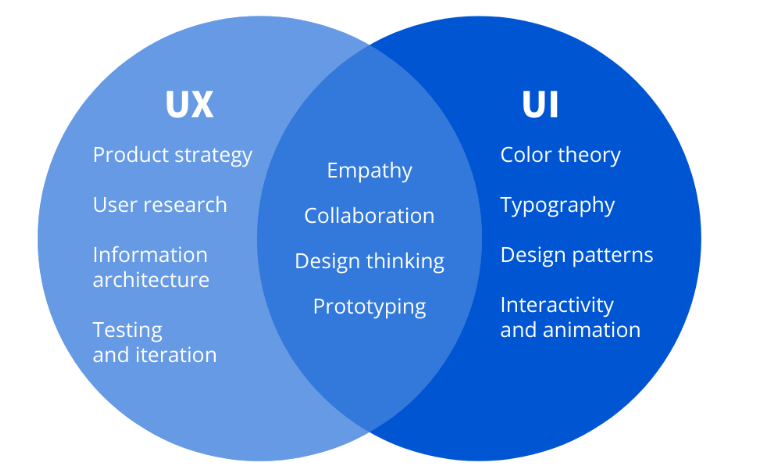 UX
Product strategy
User research
Information
architecture
Testing
and iteration
Empathy
Collaboration
Design thinking
Prototyping
UI
Color theory
Typography
Design patterns
Interactivity
and animation